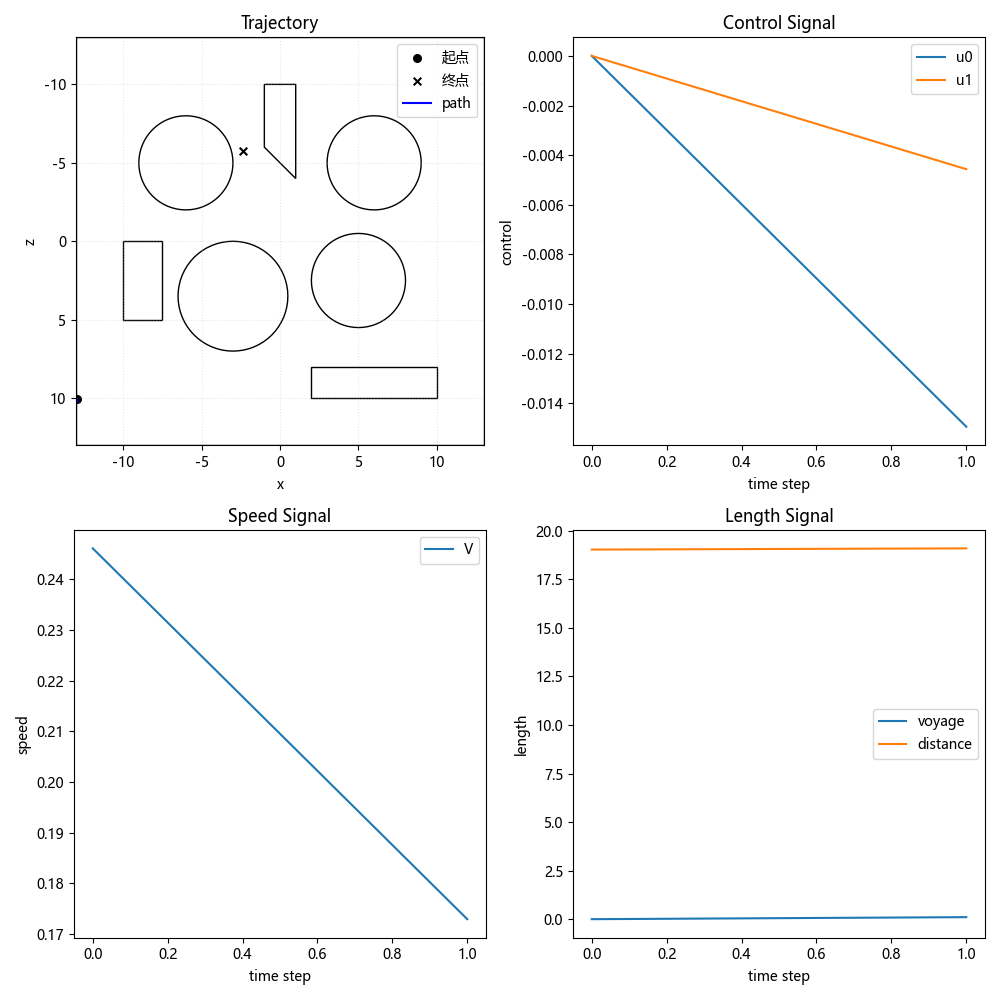 Trajectory
起点
终点
path
-10
-5
0
5
10
z
-10
-5
0
5
10
x
Control Signal
u0
u1
0.000
-0.002
-0.004
-0.006
-0.008
-0.010
-0.012
-0.014
control
0.0
0.2
0.4
0.6
0.8
1.0
time step
Speed Signal
V
0.24
0.23
0.22
0.21
0.20
0.19
0.18
0.17
speed
0.0
0.2
0.4
0.6
0.8
1.0
time step
Length Signal
20.0
17.5
15.0
12.5
10.0
7.5
5.0
2.5
0.0
length
voyage
distance
0.0
0.2
0.4
0.6
0.8
1.0
time step